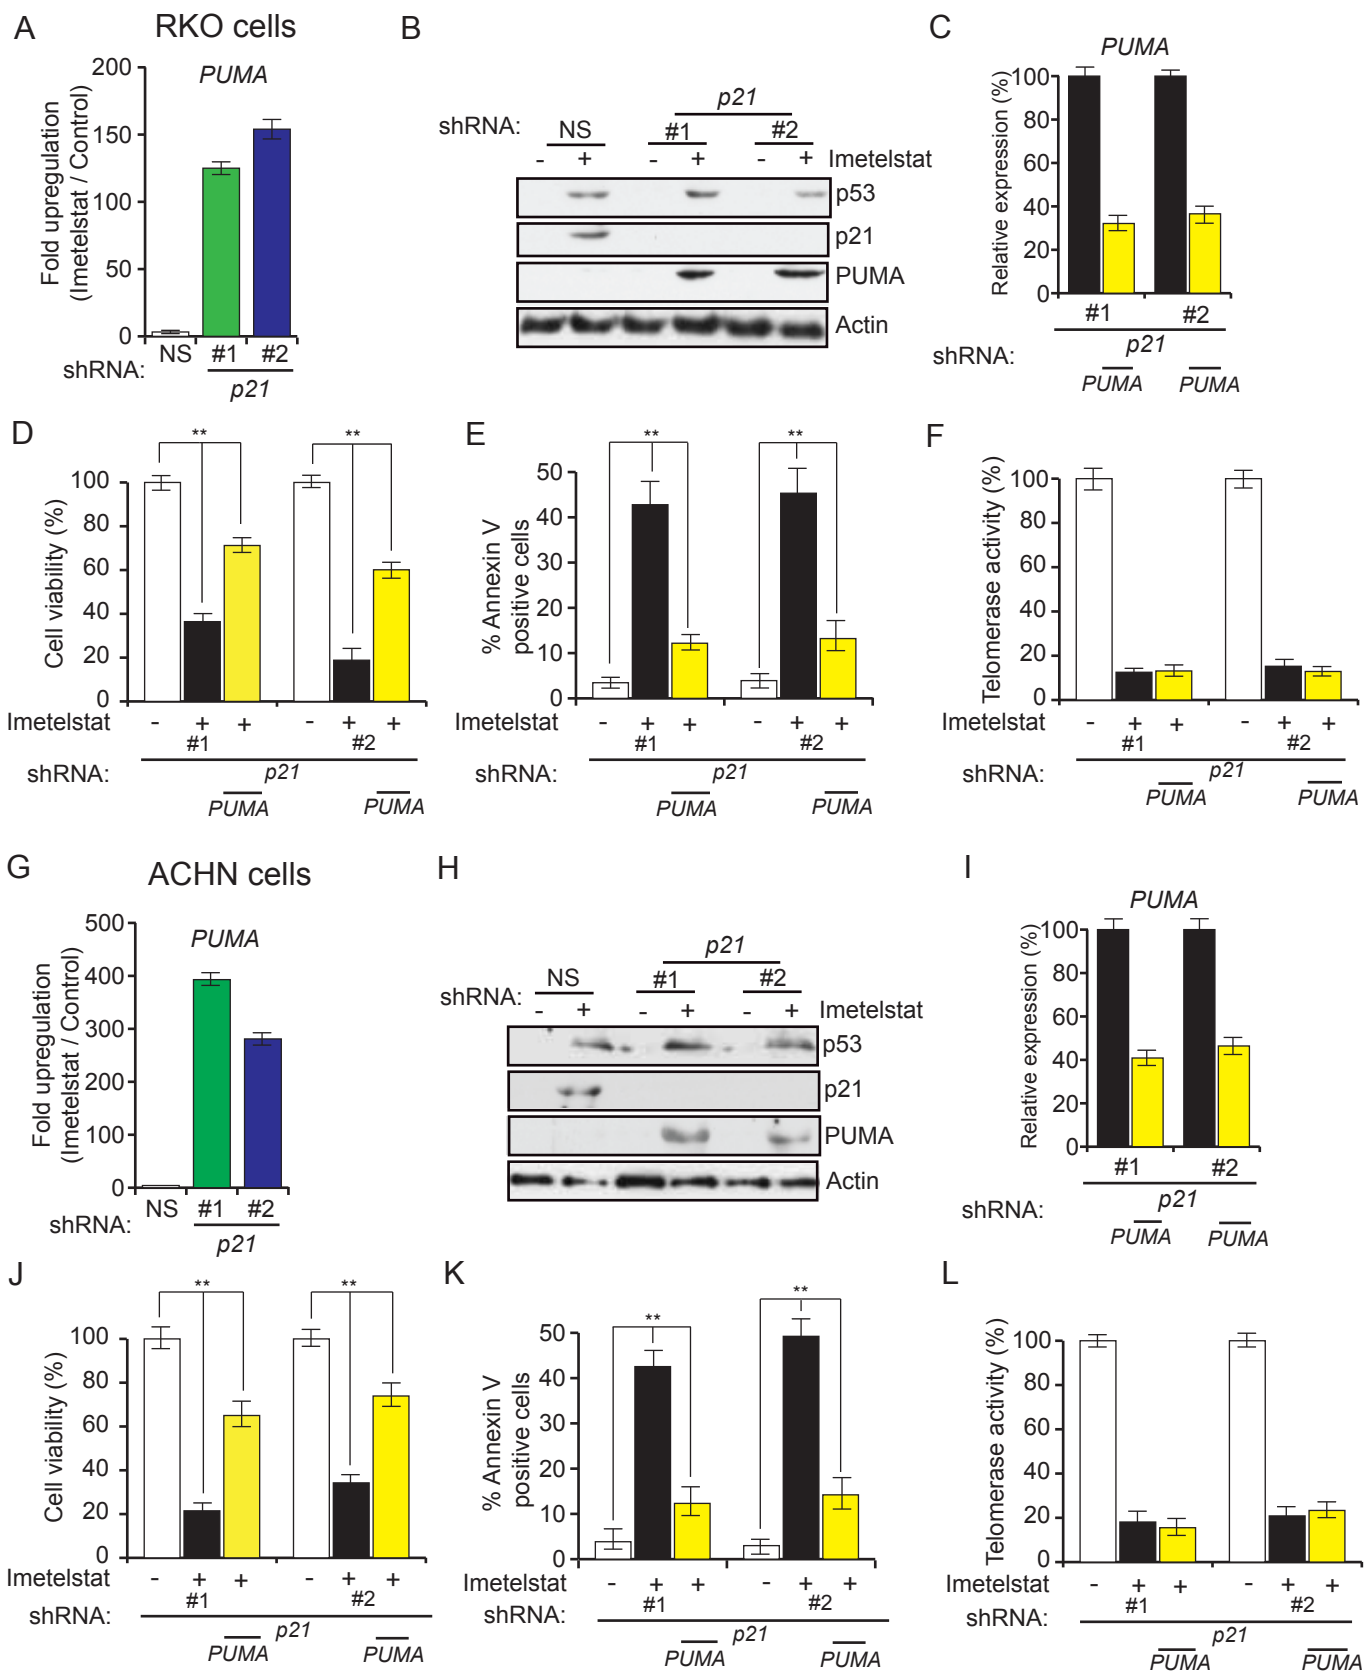 A
RKO cells
PUMA
Fold upregulation
(Imetelstat / Control)
200
150
100
50
0
NS #1 #2
shRNA:
p21
B
p21
shRNA: NS #1 #2
- + - + - + Imetelstat
p53
p21
PUMA
Actin
C
PUMA
Relative expression (%)
100
80
60
40
20
0
#1 #2
p21
shRNA:
PUMA PUMA
D
** **
Cell viability (%)
100
80
60
40
20
0
Imetelstat - + + - + +
#1 #2
shRNA: p21
PUMA PUMA
E
** **
% Annexin V
positive cells
50
40
30
20
10
0
Imetelstat - + + - + +
#1 #2
shRNA: p21
PUMA PUMA
F
Telomerase activity (%)
100
80
60
40
20
0
Imetelstat - + + - + +
#1 #2
shRNA: p21
PUMA PUMA
G
ACHN cells
PUMA
Fold upregulation
(Imetelstat / Control)
500
400
300
200
100
0
NS #1 #2
shRNA:
p21
H
p21
shRNA: NS #1 #2
- + - + - + Imetelstat
p53
p21
PUMA
Actin
I
PUMA
Relative expression (%)
100
80
60
40
20
0
#1 #2
p21
shRNA:
PUMA PUMA
J
** **
Cell viability (%)
100
80
60
40
20
0
Imetelstat - + + - + +
#1 #2
shRNA:
p21
PUMA PUMA
K
** **
% Annexin V
positive cells
50
40
30
20
10
0
Imetelstat - + + - + +
#1 #2
shRNA:
p21
PUMA PUMA
L
Telomerase activity (%)
100
80
60
40
20
0
Imetelstat - + + - + +
#1 #2
shRNA:
p21
PUMA PUMA